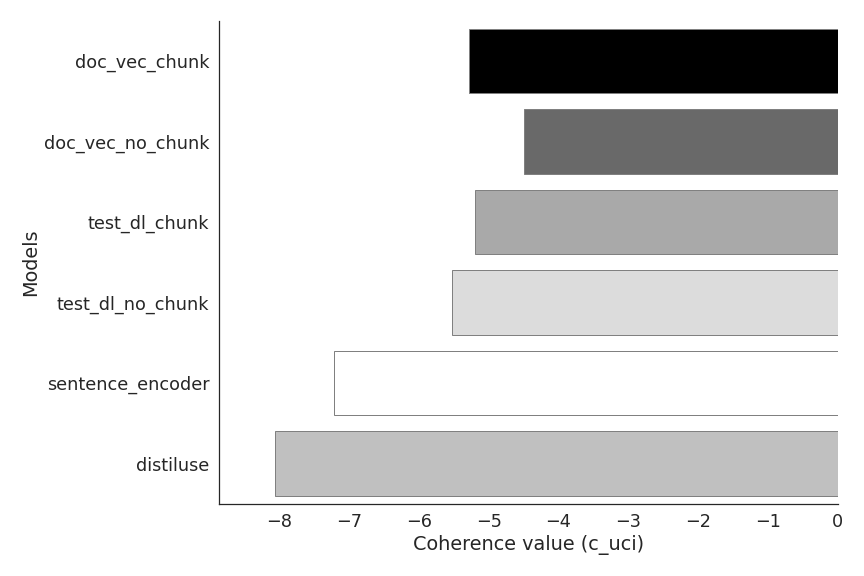 doc_vec_chunk
doc_vec_no_chunk
test_dl_chunk
test_dl_no_chunk
sentence_encoder
distiluse
Models
−8 −7 −6 −5 −4 −3 −2 −1 0
Coherence value (c_uci)